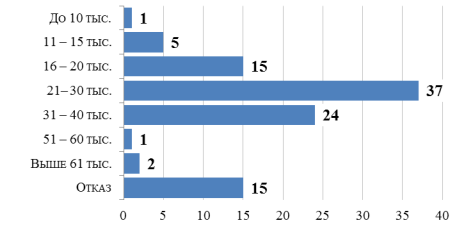 До 10 тыс. 1
11 – 15 тыс. 5
16 – 20 тыс. 15
21– 30 тыс. 37
31 – 40 тыс. 24
51 – 60 тыс. 1
Выше 61 тыс. 2
Отказ 15
0 5 10 15 20 25 30 35 40